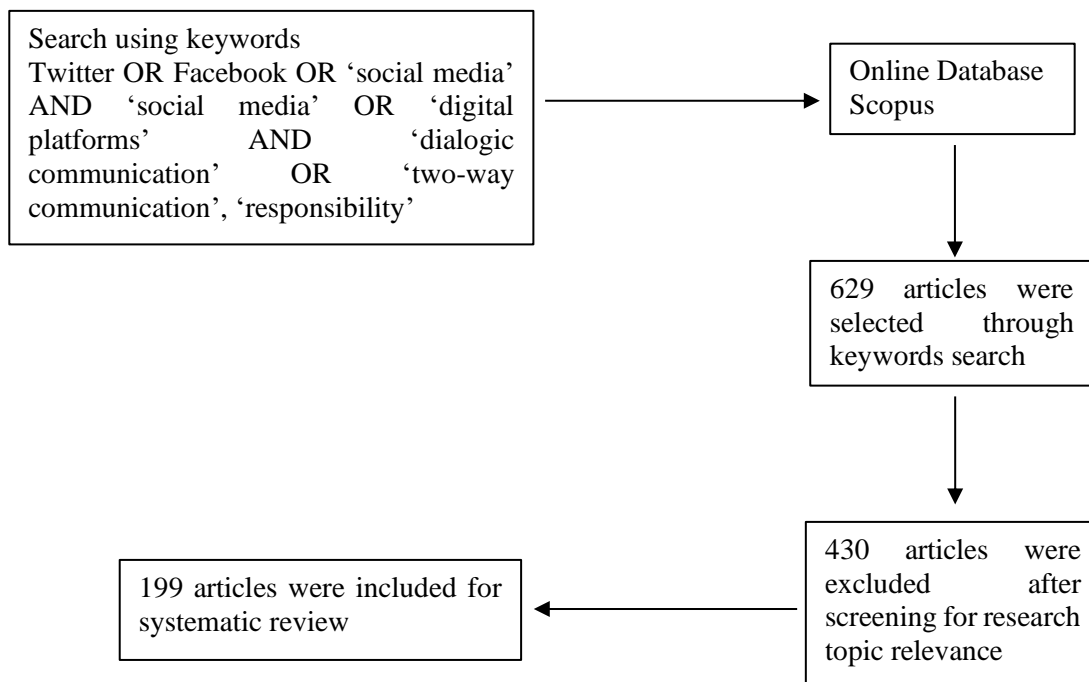 Search using keywords
Twitter OR Facebook OR ‘social media’
AND ‘social media’ OR ‘digital
platforms’ AND ‘dialogic
communication’ OR ‘two-way
communication’, ‘responsibility’
Online Database
Scopus
629 articles were
selected through
keywords search
430 articles were
excluded after
screening for research
topic relevance
199 articles were included for
systematic review